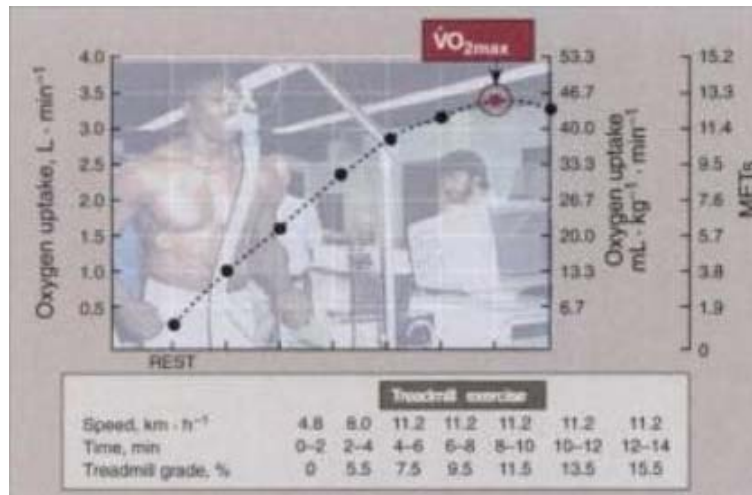 V̇O2max
4.0 53.3 15.2
3.5 46.7 13.3
3.0 40.0 11.4
2.5 33.3 9.5
2.0 26.7 7.6
1.5 20.0 5.7
1.0 13.3 3.8
0.5 6.7 1.9
0
Oxygen uptake, L · min⁻¹
Oxygen uptake
mL · kg⁻¹ · min⁻¹
METs
REST
Treadmill exercise
Speed, km · h⁻¹ 4.8 8.0 11.2 11.2 11.2 11.2 11.2
Time, min 0–2 2–4 4–6 6–8 8–10 10–12 12–14
Treadmill grade, % 0 5.5 7.5 9.5 11.5 13.5 15.5